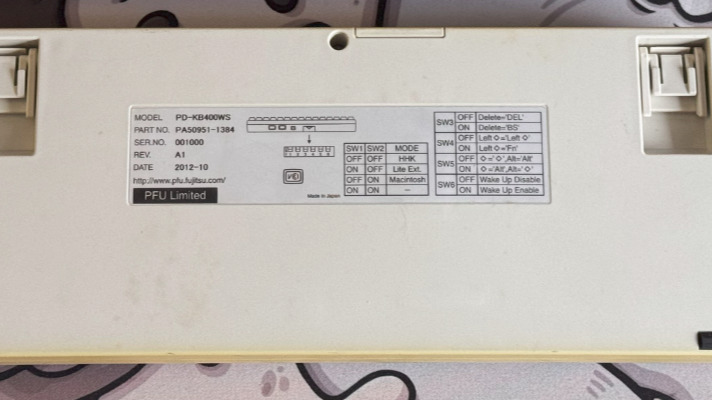 MODEL PD-KB400WS
PART NO. PA50951-1384
SER.NO. 001000
REV. A1
DATE 2012-10
http://www.pfu.fujitsu.com/
PFU Limited
Made in Japan
SW1 SW2 MODE
OFF OFF HHK
ON OFF Lite Ext.
OFF ON Macintosh
ON ON —
SW3 OFF Delete='DEL'
ON Delete='BS'
SW4 OFF Left◇='Left ◇'
ON Left ◇='Fn'
SW5 OFF ◇='◇',Alt='Alt'
ON ◇='Alt',Alt='◇'
SW6 OFF Wake Up Disable
ON Wake Up Enable